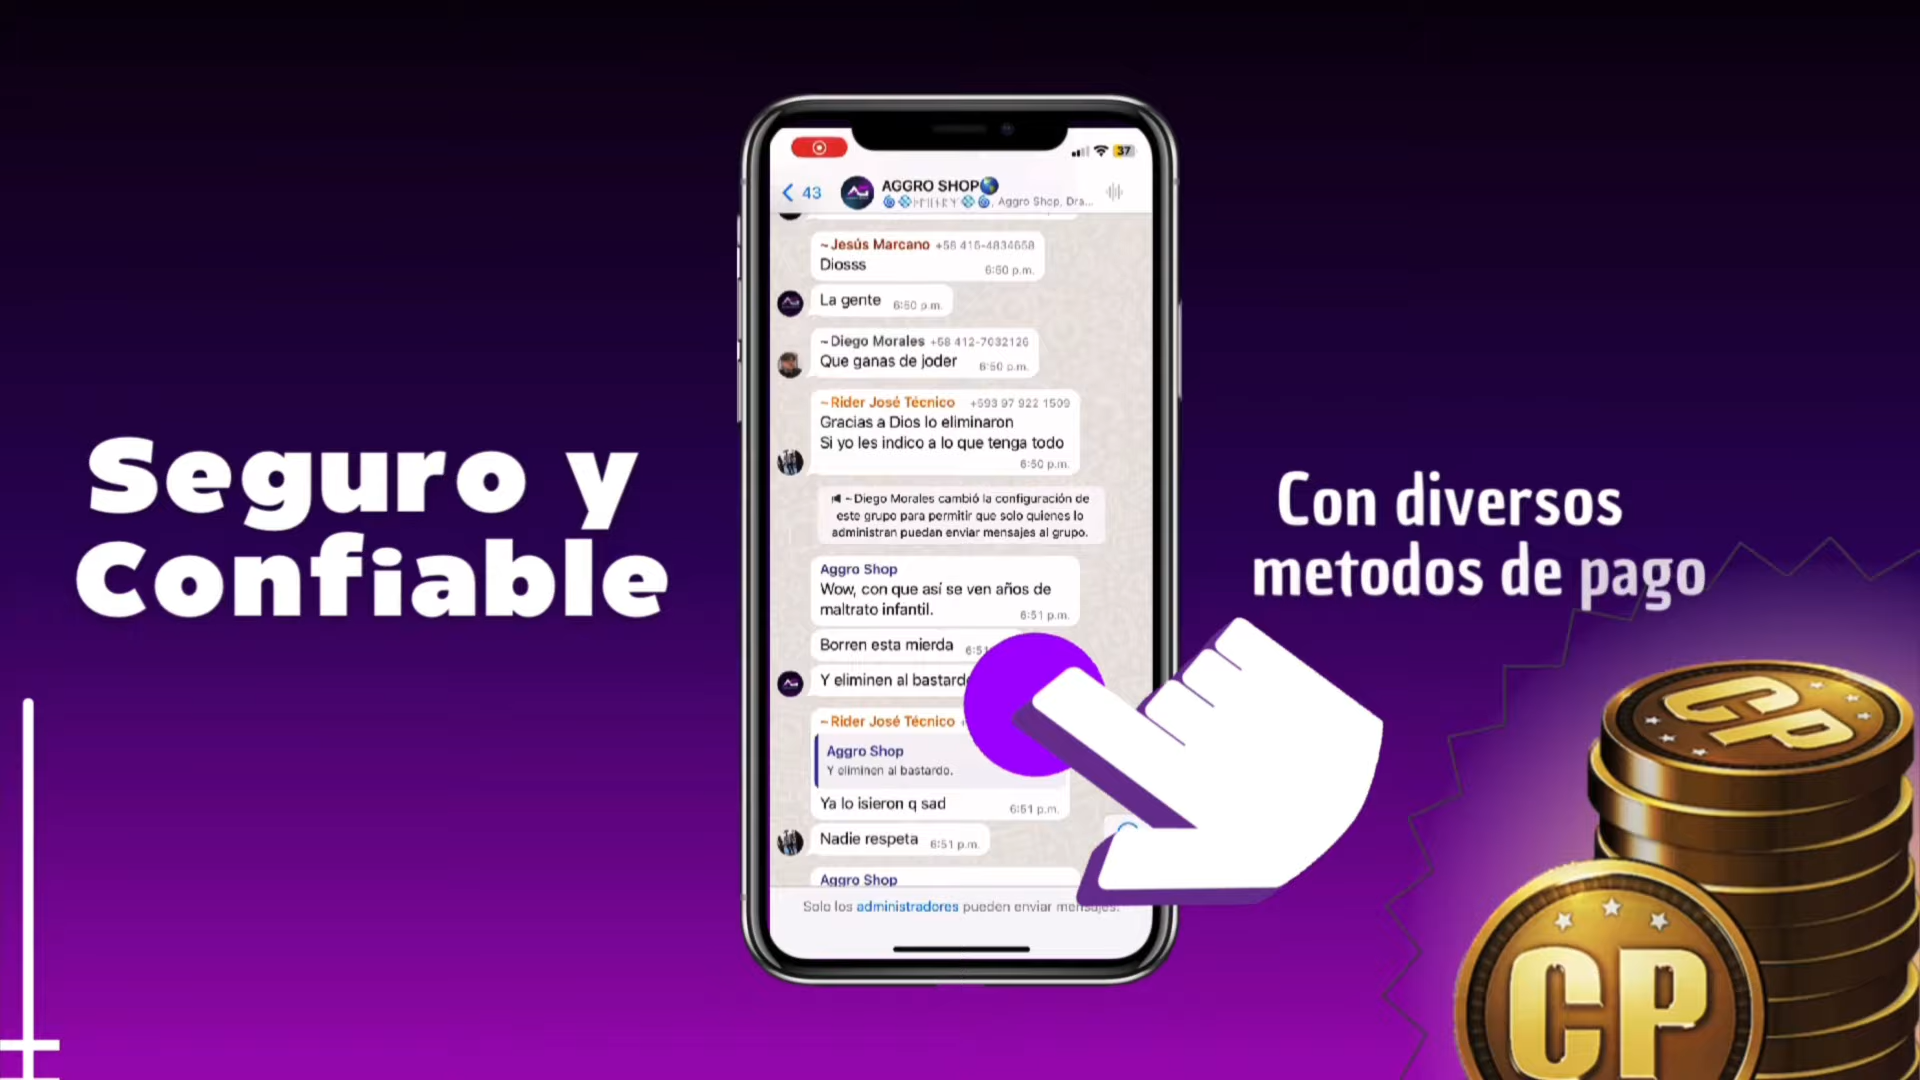 Seguro y
Confiable
37
43
AGGRO SHOP
Aggro Shop, Dra...
~Jesús Marcano
Diosss
6:50 p.m.
La gente
6:50 p.m.
~Diego Morales +58 412-7032126
Que ganas de joder
6:50 p.m.
~Rider José Técnico +593 97 922 1509
Gracias a Dios lo eliminaron
Si yo les indico a lo que tenga todo
6:50 p.m.
~Diego Morales cambió la configuración de
este grupo para permitir que solo quienes lo
administran puedan enviar mensajes al grupo.
Aggro Shop
Wow, con que así se ven años de
maltrato infantil.
6:51 p.m.
Borren esta mierda
Y eliminen al bastardo
~Rider José Técnico
Aggro Shop
Y eliminen al bastardo.
Ya lo isieron q sad
6:51 p.m.
Nadie respeta
6:51 p.m.
Aggro Shop
Solo los administradores pueden enviar mensajes.
Con diversos
metodos de pago
CP
CP